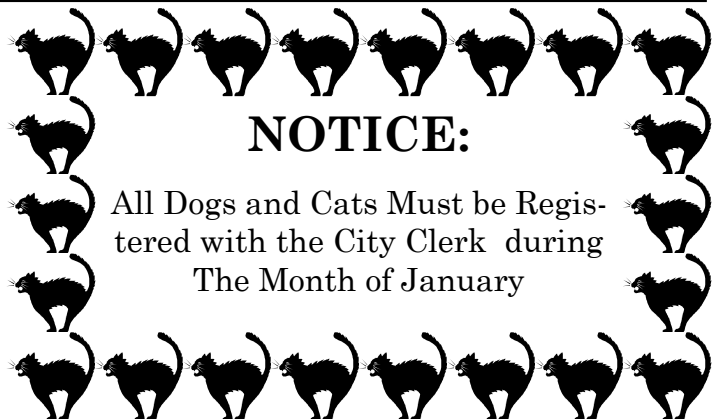 NOTICE:
All Dogs and Cats Must be Regis-
tered with the City Clerk  during
The Month of January